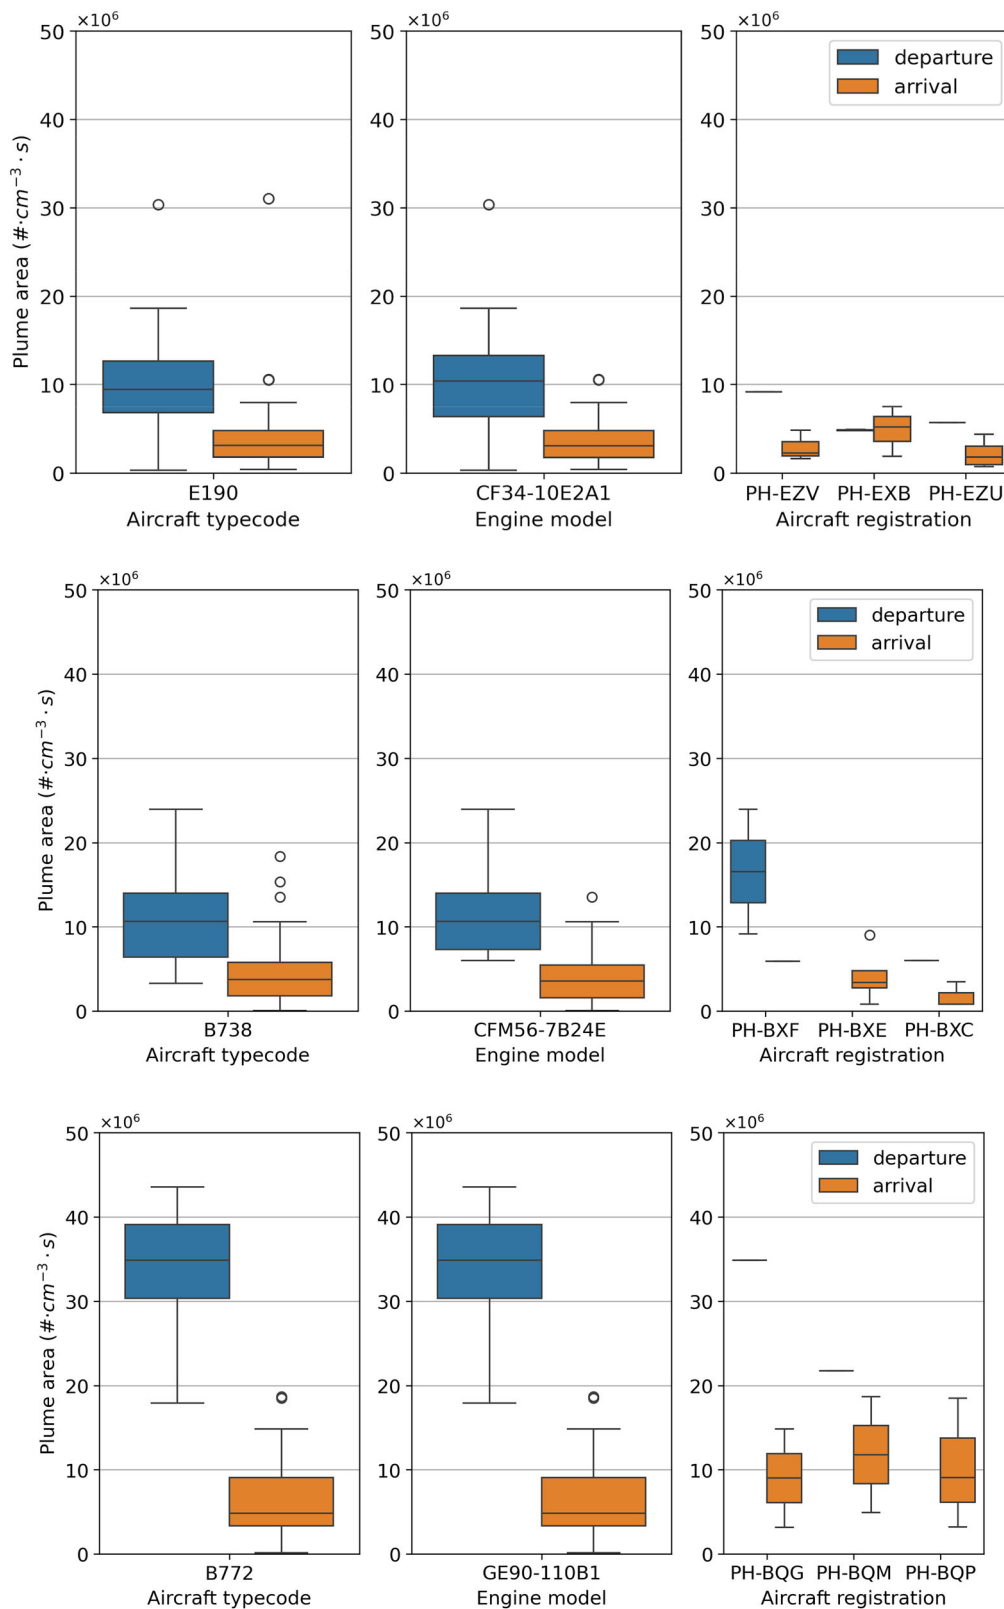 ×10⁶ ×10⁶ ×10⁶
50 50 50
departure
arrival
40 40 40
30 30 30
20 20 20
10 10 10
0 0 0
Plume area (#·cm⁻³ · s)
E190 CF34-10E2A1 PH-EZV PH-EXB PH-EZU
Aircraft typecode Engine model Aircraft registration
×10⁶ ×10⁶ ×10⁶
50 50 50
departure
arrival
40 40 40
30 30 30
20 20 20
10 10 10
0 0 0
Plume area (#·cm⁻³ · s)
B738 CFM56-7B24E PH-BXF PH-BXE PH-BXC
Aircraft typecode Engine model Aircraft registration
×10⁶ ×10⁶ ×10⁶
50 50 50
departure
arrival
40 40 40
30 30 30
20 20 20
10 10 10
0 0 0
Plume area (#·cm⁻³ · s)
B772 GE90-110B1 PH-BQG PH-BQM PH-BQP
Aircraft typecode Engine model Aircraft registration